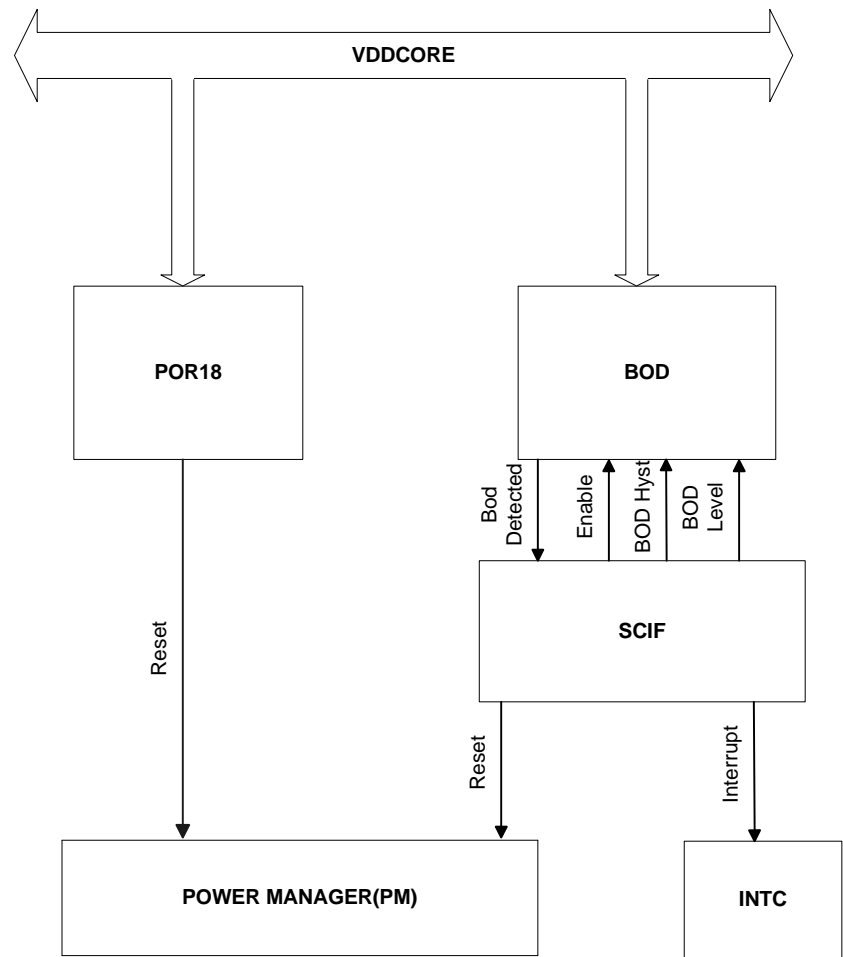 VDDCORE
POR18
BOD
Bod
Detected
Enable
BOD Hyst
BOD
Level
SCIF
Reset
Reset
Interrupt
POWER MANAGER(PM)
INTC